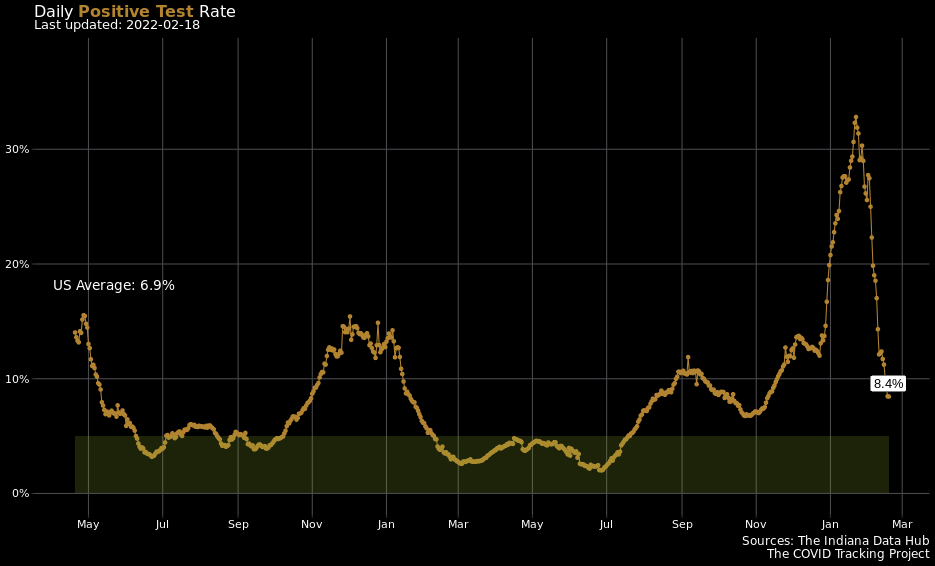 Daily Positive Test Rate
Last updated: 2022-02-18
30%
20%
US Average: 6.9%
10%
8.4%
0%
May Jul Sep Nov Jan Mar May Jul Sep Nov Jan Mar
Sources: The Indiana Data Hub
The COVID Tracking Project